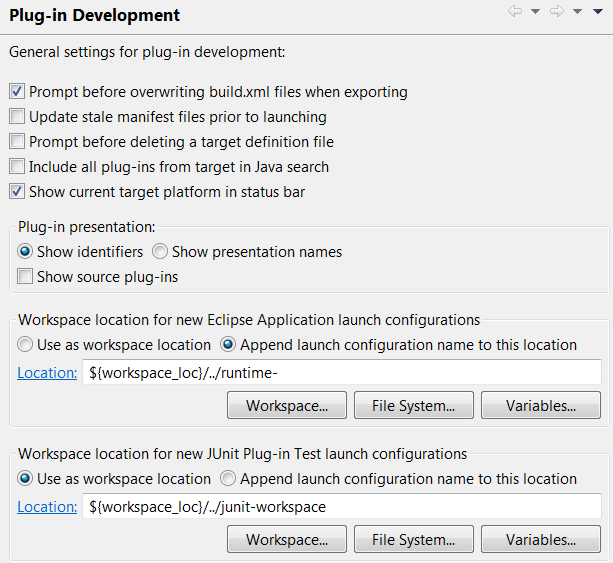 Plug-in Development
General settings for plug-in development:
Prompt before overwriting build.xml files when exporting
Update stale manifest files prior to launching
Prompt before deleting a target definition file
Include all plug-ins from target in Java search
Show current target platform in status bar
Plug-in presentation:
Show identifiers Show presentation names
Show source plug-ins
Workspace location for new Eclipse Application launch configurations
Use as workspace location Append launch configuration name to this location
Location: ${workspace_loc}/../runtime-
Workspace... File System... Variables...
Workspace location for new JUnit Plug-in Test launch configurations
Use as workspace location Append launch configuration name to this location
Location: ${workspace_loc}/../junit-workspace
Workspace... File System... Variables...